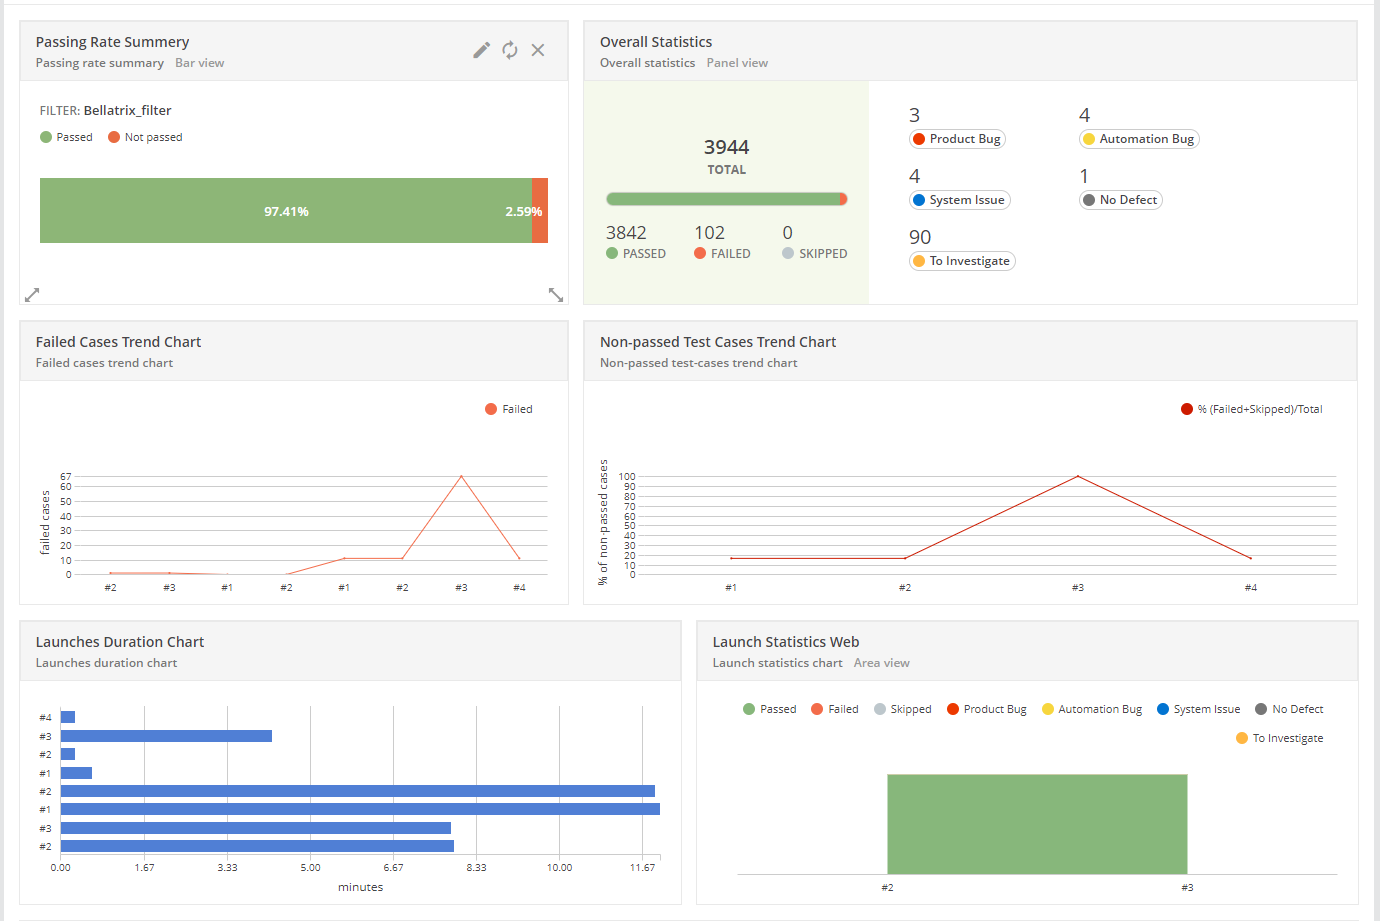 Passing Rate Summery
Passing rate summary Bar view
FILTER: Bellatrix_filter
Passed Not passed
97.41% 2.59%
Overall Statistics
Overall statistics Panel view
3944
TOTAL
3842 102 0
PASSED FAILED SKIPPED
3 4
Product Bug Automation Bug
4 1
System Issue No Defect
90
To Investigate
Failed Cases Trend Chart
Failed cases trend chart
Failed
failed cases
67
60
50
40
30
20
10
0
#2 #3 #1 #2 #1 #2 #3 #4
Non-passed Test Cases Trend Chart
Non-passed test-cases trend chart
% (Failed+Skipped)/Total
% of non-passed cases
100
90
80
70
60
50
40
30
20
10
0
#1 #2 #3 #4
Launches Duration Chart
Launches duration chart
#4
#3
#2
#1
#2
#1
#3
#2
0.00 1.67 3.33 5.00 6.67 8.33 10.00 11.67
minutes
Launch Statistics Web
Launch statistics chart Area view
Passed Failed Skipped Product Bug Automation Bug System Issue No Defect
To Investigate
#2 #3